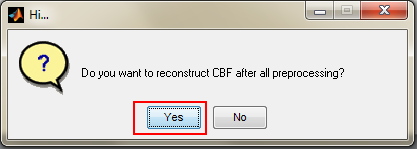 Hi...
?
Do you want to reconstruct CBF after all preprocessing?
Yes No